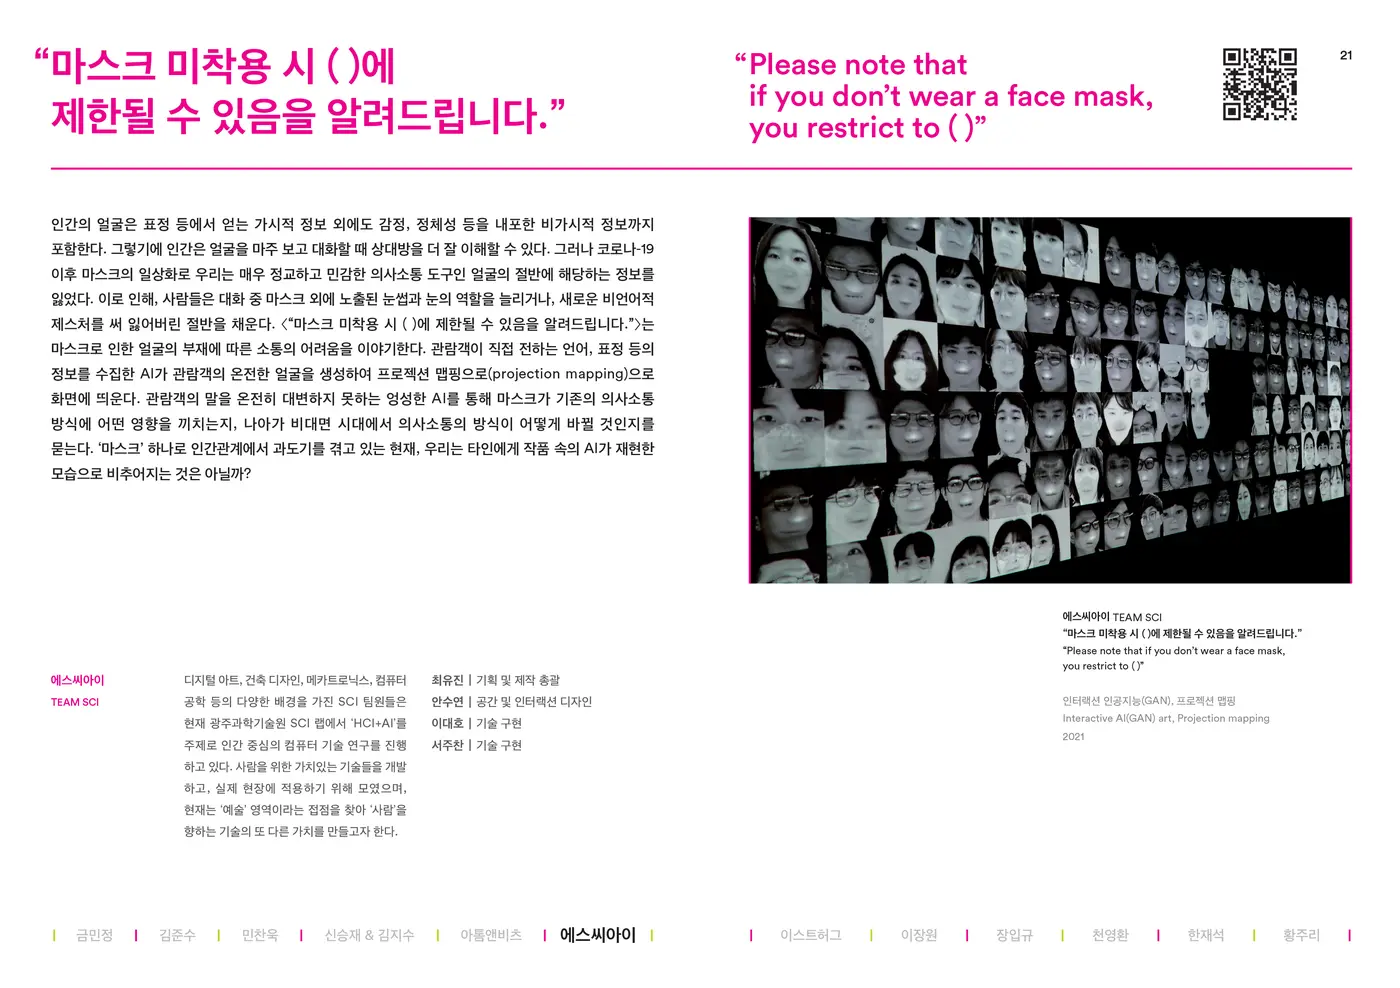 “마스크 미착용 시 ( )에
제한될 수 있음을 알려드립니다.”
“Please note that
if you don’t wear a face mask,
you restrict to ( )”
21
인간의 얼굴은 표정 등에서 얻는 가시적 정보 외에도 감정, 정체성 등을 내포한 비가시적 정보까지
포함한다. 그렇기에 인간은 얼굴을 마주 보고 대화할 때 상대방을 더 잘 이해할 수 있다. 그러나 코로나-19
이후 마스크의 일상화로 우리는 매우 정교하고 민감한 의사소통 도구인 얼굴의 절반에 해당하는 정보를
잃었다. 이로 인해, 사람들은 대화 중 마스크 외에 노출된 눈썹과 눈의 역할을 늘리거나, 새로운 비언어적
제스처를 써 잃어버린 절반을 채운다. 〈“마스크 미착용 시 ( )에 제한될 수 있음을 알려드립니다.”〉는
마스크로 인한 얼굴의 부재에 따른 소통의 어려움을 이야기한다. 관람객이 직접 전하는 언어, 표정 등의
정보를 수집한 AI가 관람객의 온전한 얼굴을 생성하여 프로젝션 맵핑으로(projection mapping)으로
화면에 띄운다. 관람객의 말을 온전히 대변하지 못하는 엉성한 AI를 통해 마스크가 기존의 의사소통
방식에 어떤 영향을 끼치는지, 나아가 비대면 시대에서 의사소통의 방식이 어떻게 바뀔 것인지를
묻는다. ‘마스크’ 하나로 인간관계에서 과도기를 겪고 있는 현재, 우리는 타인에게 작품 속의 AI가 재현한
모습으로 비추어지는 것은 아닐까?
에스씨아이 TEAM SCI
“마스크 미착용 시 ( )에 제한될 수 있음을 알려드립니다.”
“Please note that if you don’t wear a face mask,
you restrict to ( )”
인터랙션 인공지능(GAN), 프로젝션 맵핑
Interactive AI(GAN) art, Projection mapping
2021
에스씨아이
TEAM SCI
디지털 아트, 건축 디자인, 메카트로닉스, 컴퓨터
공학 등의 다양한 배경을 가진 SCI 팀원들은
현재 광주과학기술원 SCI 랩에서 ‘HCI+AI’를
주제로 인간 중심의 컴퓨터 기술 연구를 진행
하고 있다. 사람을 위한 가치있는 기술들을 개발
하고, 실제 현장에 적용하기 위해 모였으며,
현재는 ‘예술’ 영역이라는 접점을 찾아 ‘사람’을
향하는 기술의 또 다른 가치를 만들고자 한다.
최유진 | 기획 및 제작 총괄
안수연 | 공간 및 인터랙션 디자인
이대호 | 기술 구현
서주찬 | 기술 구현
| 금민정 | 김준수 | 민찬욱 | 신승재 & 김지수 | 아톰앤비츠 | 에스씨아이 |
| 이스트허그 | 이장원 | 장입규 | 천영환 | 한재석 | 황주리 |